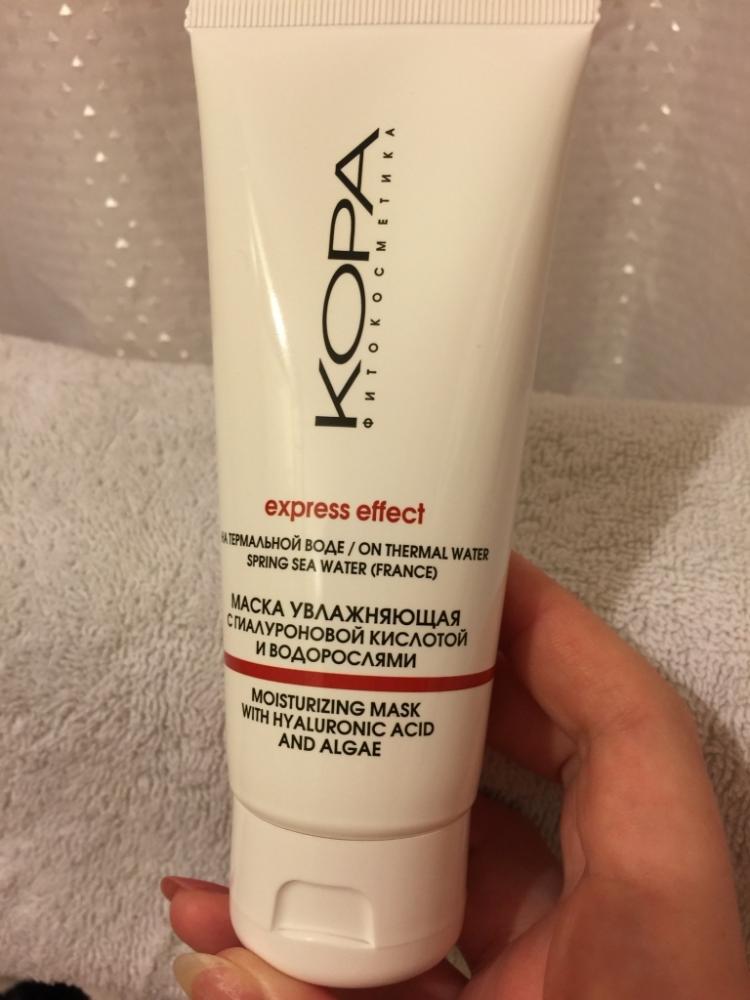 КОРА
ФИТОКОСМЕТИКА
express effect
НА ТЕРМАЛЬНОЙ ВОДЕ / ON THERMAL WATER
SPRING SEA WATER (FRANCE)
МАСКА УВЛАЖНЯЮЩАЯ
С ГИАЛУРОНОВОЙ КИСЛОТОЙ
И ВОДОРОСЛЯМИ
MOISTURIZING MASK
WITH HYALURONIC ACID
AND ALGAE